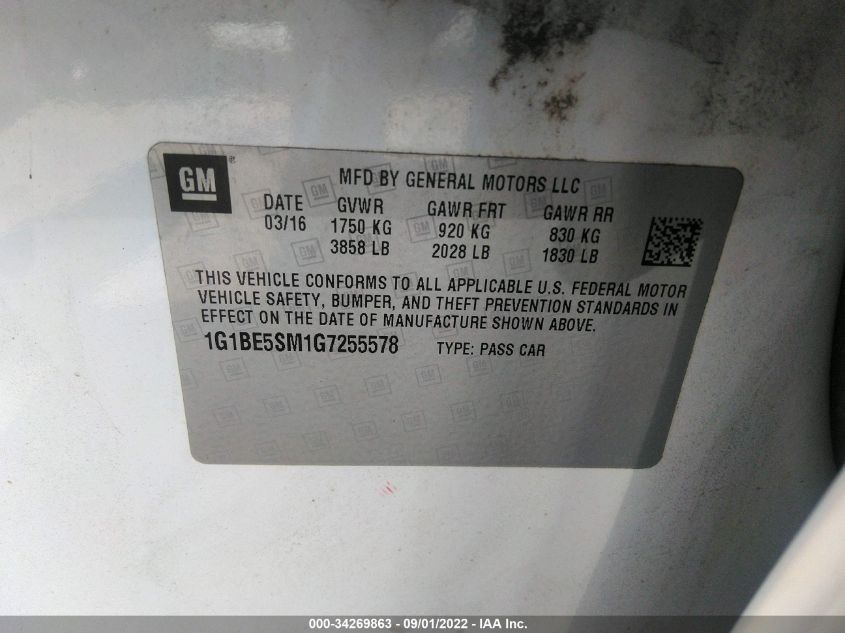 GM®
MFD BY GENERAL MOTORS LLC
DATE GVWR GAWR FRT GAWR RR
03/16 1750 KG 920 KG 830 KG
3858 LB 2028 LB 1830 LB
THIS VEHICLE CONFORMS TO ALL APPLICABLE U.S. FEDERAL MOTOR
VEHICLE SAFETY, BUMPER, AND THEFT PREVENTION STANDARDS IN
EFFECT ON THE DATE OF MANUFACTURE SHOWN ABOVE.
1G1BE5SM1G7255578 TYPE: PASS CAR
000-34269863 - 09/01/2022 - IAA Inc.